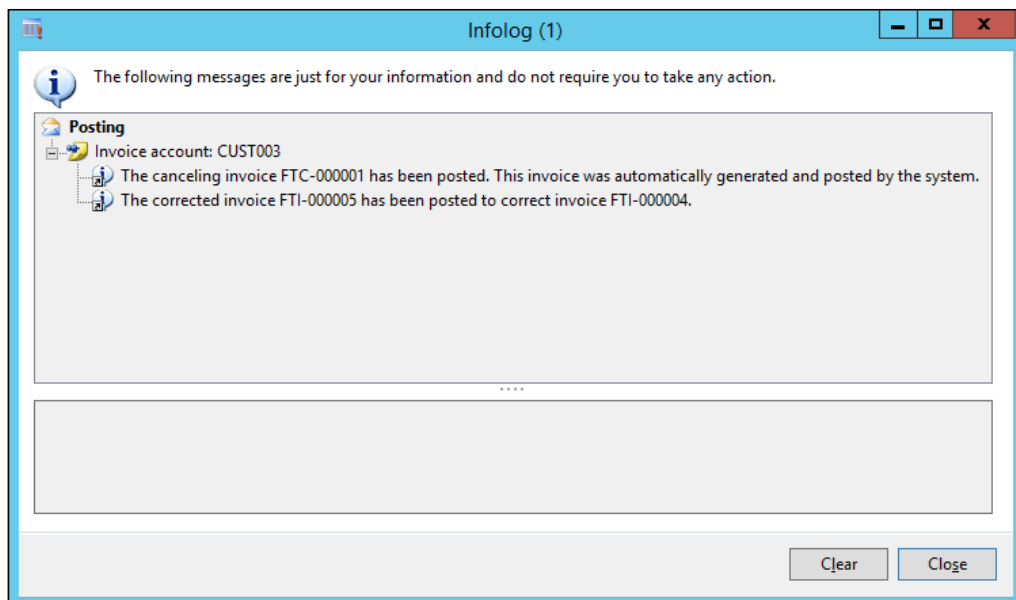 Infolog (1)
The following messages are just for your information and do not require you to take any action.
Posting
Invoice account: CUST003
The canceling invoice FTC-000001 has been posted. This invoice was automatically generated and posted by the system.
The corrected invoice FTI-000005 has been posted to correct invoice FTI-000004.
Clear
Close